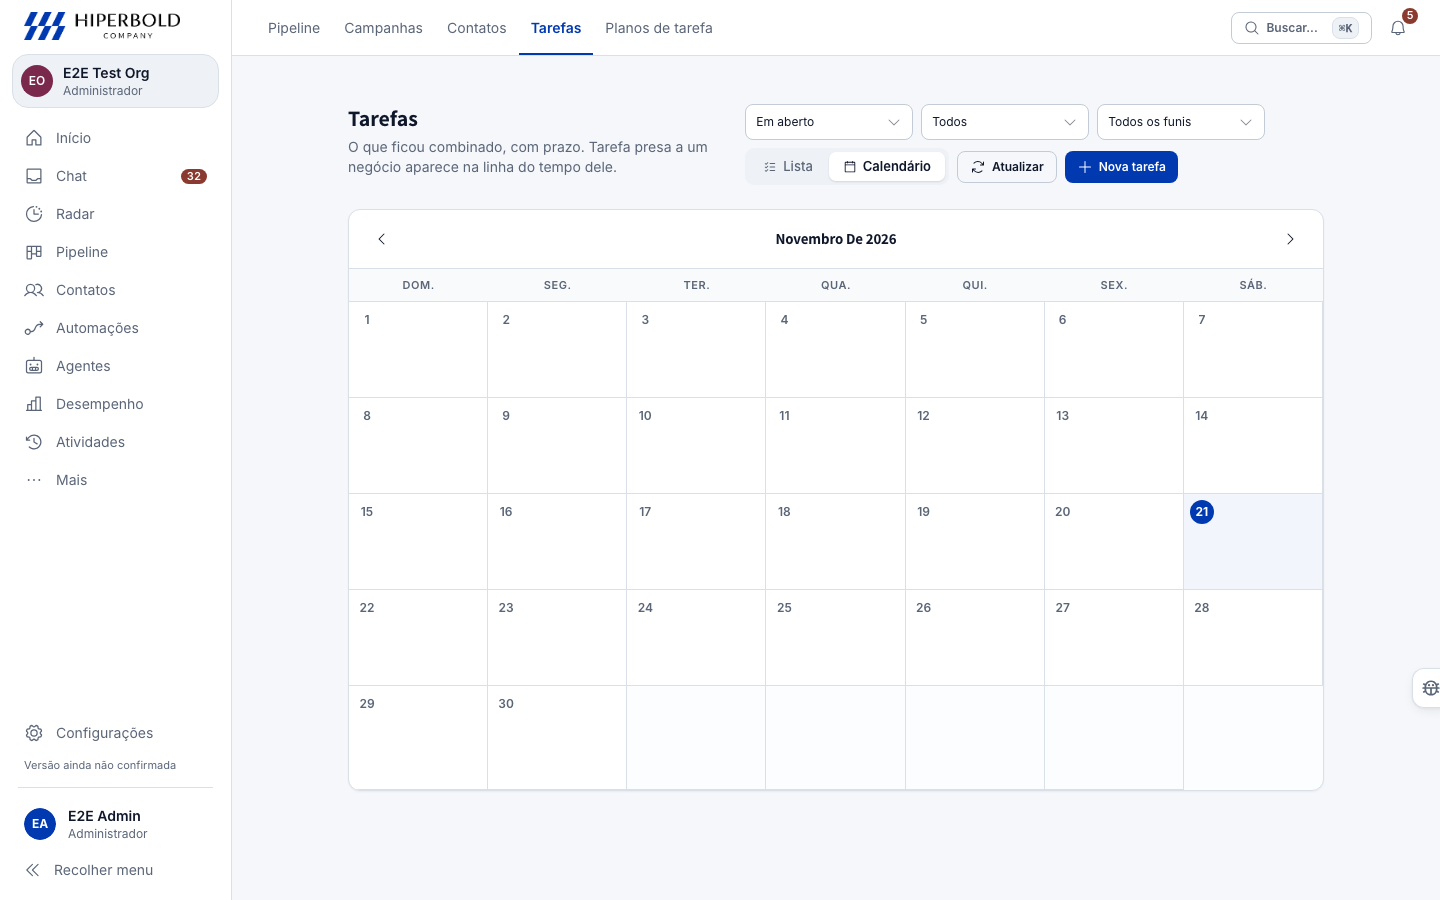 HIPERBOLD
COMPANY
EO
E2E Test Org
Administrador
Início
Chat
32
Radar
Pipeline
Contatos
Automações
Agentes
Desempenho
Atividades
Mais
Configurações
Versão ainda não confirmada
EA
E2E Admin
Administrador
Recolher menu
Pipeline
Campanhas
Contatos
Tarefas
Planos de tarefa
Buscar...
⌘K
5
Tarefas
O que ficou combinado, com prazo. Tarefa presa a um
negócio aparece na linha do tempo dele.
Em aberto
Todos
Todos os funis
Lista
Calendário
Atualizar
Nova tarefa
Novembro De 2026
DOM. SEG. TER. QUA. QUI. SEX. SÁB.
1 2 3 4 5 6 7
8 9 10 11 12 13 14
15 16 17 18 19 20 21
22 23 24 25 26 27 28
29 30